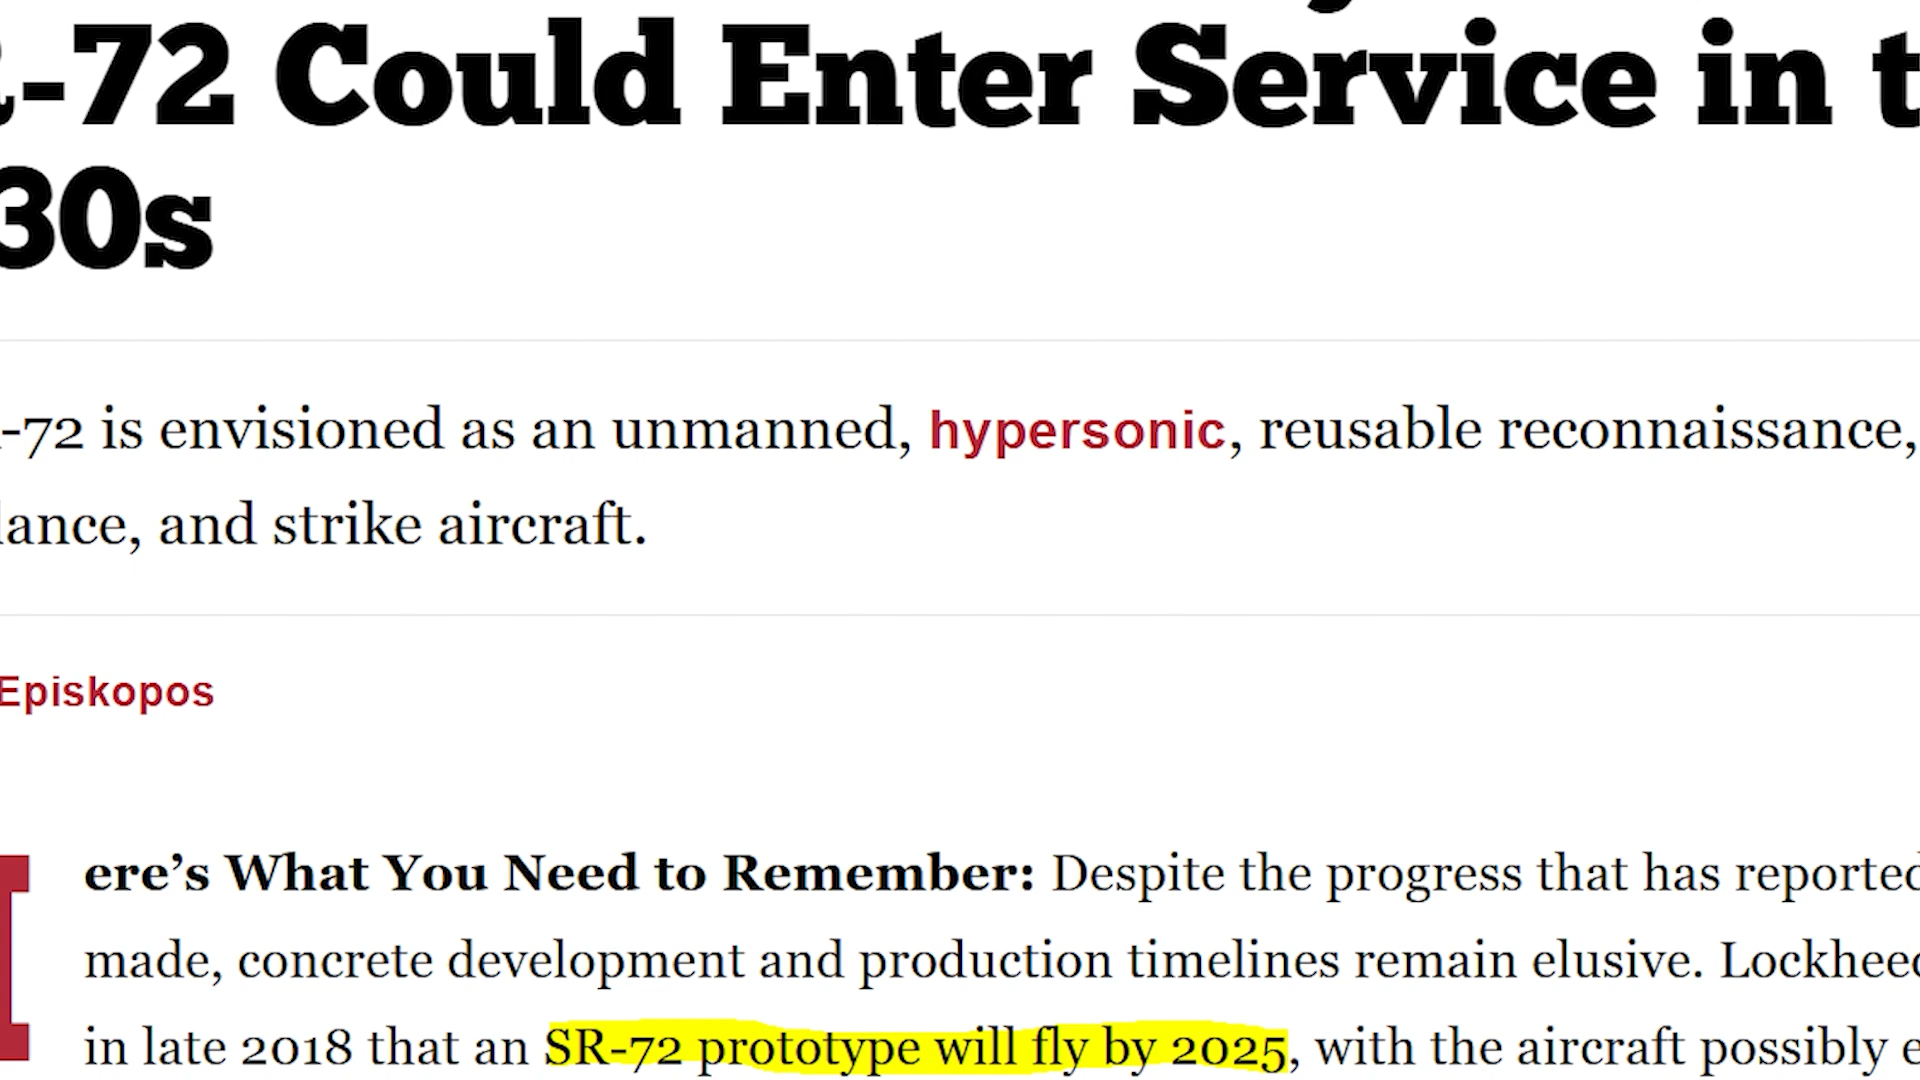 -72 Could Enter Service in t
30s
-72 is envisioned as an unmanned, hypersonic, reusable reconnaissance,
lance, and strike aircraft.
Episkopos
ere’s What You Need to Remember: Despite the progress that has reported
made, concrete development and production timelines remain elusive. Lockheed
in late 2018 that an SR-72 prototype will fly by 2025, with the aircraft possibly e